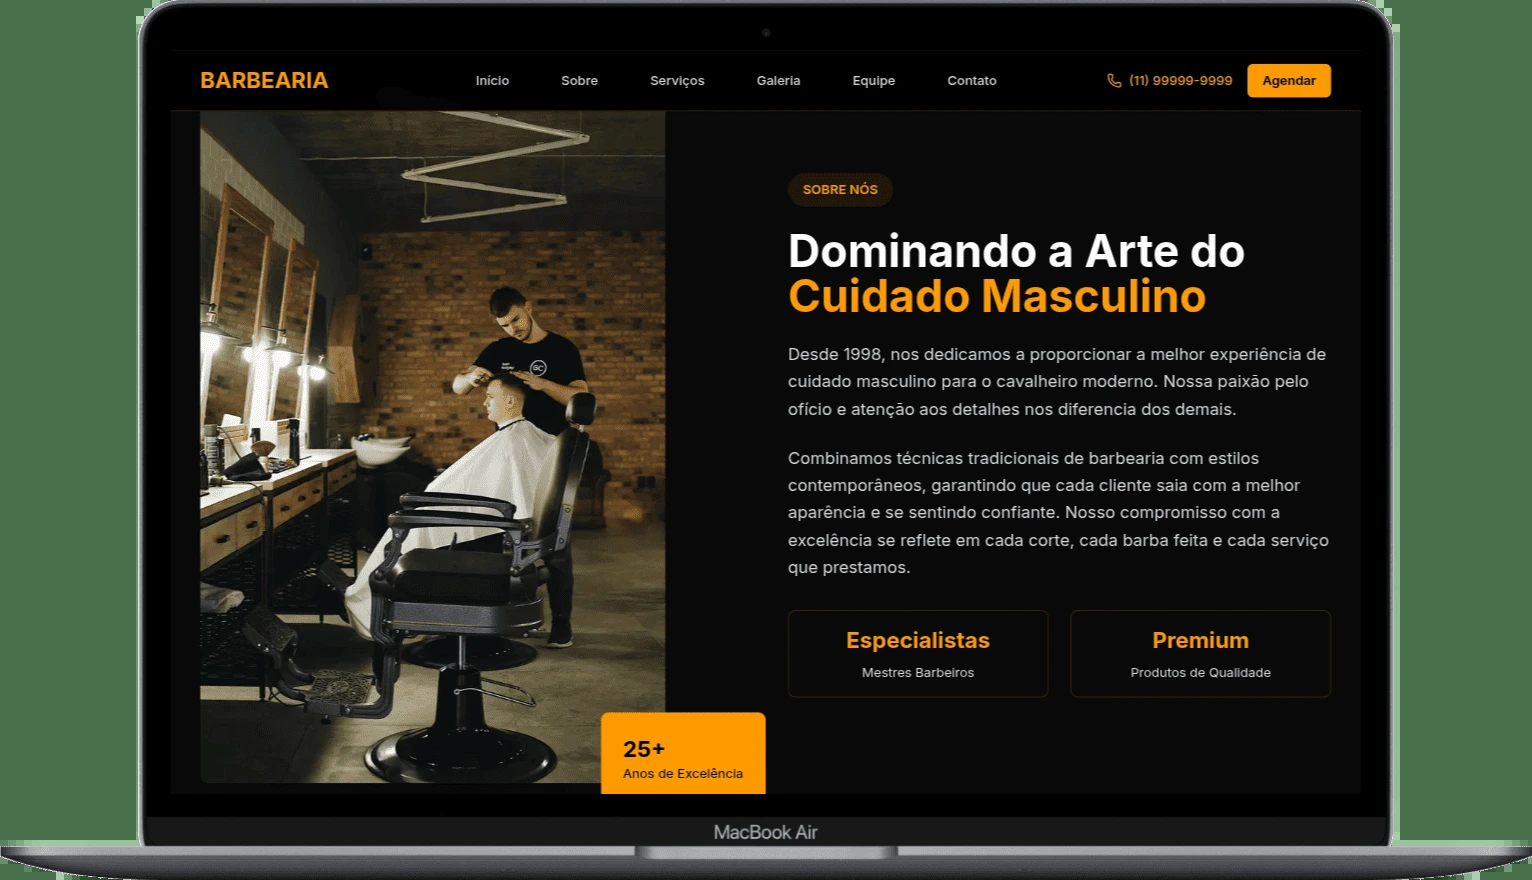 BARBEARIA
Início
Sobre
Serviços
Galeria
Equipe
Contato
(11) 99999-9999
Agendar
SOBRE NÓS
Dominando a Arte do
Cuidado Masculino
Desde 1998, nos dedicamos a proporcionar a melhor experiência de
cuidado masculino para o cavalheiro moderno. Nossa paixão pelo
ofício e atenção aos detalhes nos diferencia dos demais.
Combinamos técnicas tradicionais de barbearia com estilos
contemporâneos, garantindo que cada cliente saia com a melhor
aparência e se sentindo confiante. Nosso compromisso com a
excelência se reflete em cada corte, cada barba feita e cada serviço
que prestamos.
Especialistas
Mestres Barbeiros
Premium
Produtos de Qualidade
25+
Anos de Excelência
GC
MacBook Air